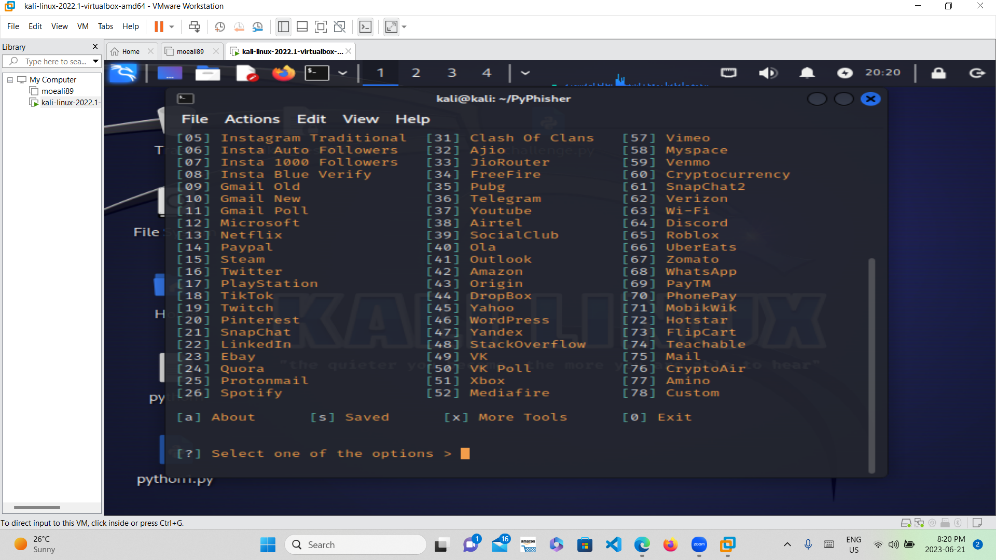 kali-linux-2022.1-virtualbox-amd64 - VMware Workstation
File Edit View VM Tabs Help
Library
Type here to sea...
Home moeali89 kali-linux-2022.1-virtualbox-...
My Computer
moeali89
kali-linux-2022.1-
1 2 3 4 20:20
kali@kali: ~/PyPhisher
File Actions Edit View Help
[05] Instagram Traditional [31] Clash Of Clans [57] Vimeo
[06] Insta Auto Followers [32] Ajio [58] Myspace
[07] Insta 1000 Followers [33] JioRouter [59] Venmo
[08] Insta Blue Verify [34] FreeFire [60] Cryptocurrency
[09] Gmail Old [35] Pubg [61] SnapChat2
[10] Gmail New [36] Telegram [62] Verizon
[11] Gmail Poll [37] Youtube [63] Wi-Fi
[12] Microsoft [38] Airtel [64] Discord
[13] Netflix [39] SocialClub [65] Roblox
[14] Paypal [40] Ola [66] UberEats
[15] Steam [41] Outlook [67] Zomato
[16] Twitter [42] Amazon [68] WhatsApp
[17] PlayStation [43] Origin [69] PayTM
[18] TikTok [44] DropBox [70] PhonePay
[19] Twitch [45] Yahoo [71] MobikWik
[20] Pinterest [46] WordPress [72] Hotstar
[21] SnapChat [47] Yandex [73] FlipCart
[22] LinkedIn [48] StackOverflow [74] Teachable
[23] Ebay [49] VK [75] Mail
[24] Quora [50] VK Poll [76] CryptoAir
[25] Protonmail [51] Xbox [77] Amino
[26] Spotify [52] Mediafire [78] Custom
[a] About [s] Saved [x] More Tools [0] Exit
[?] Select one of the options >
KALI LINUX
File S
pythorn.py
To direct input to this VM, click inside or press Ctrl+G.
26°C
Sunny
Search
1
16
ENG
US
8:20 PM
2023-06-21
2